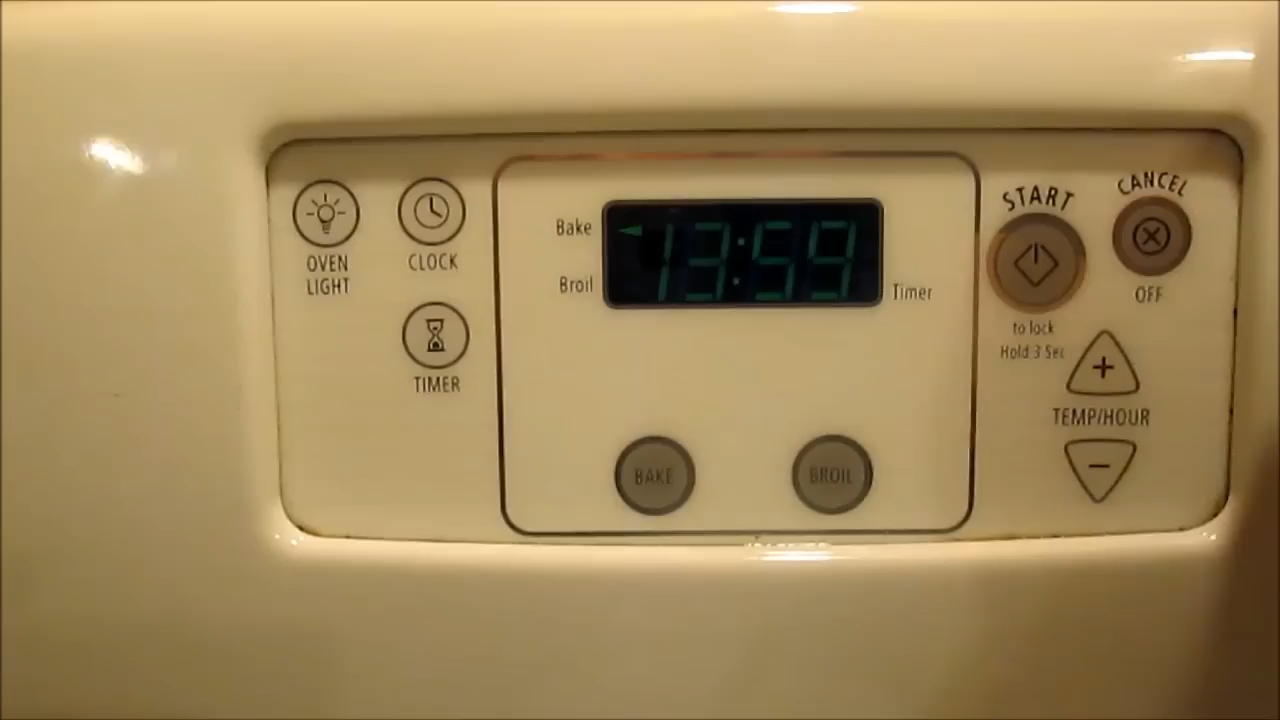 OVEN
LIGHT
CLOCK
TIMER
Bake
Broil
13:59
Timer
BAKE
BROIL
START
to lock
Hold 3 Sec
CANCEL
OFF
+
TEMP/HOUR
−